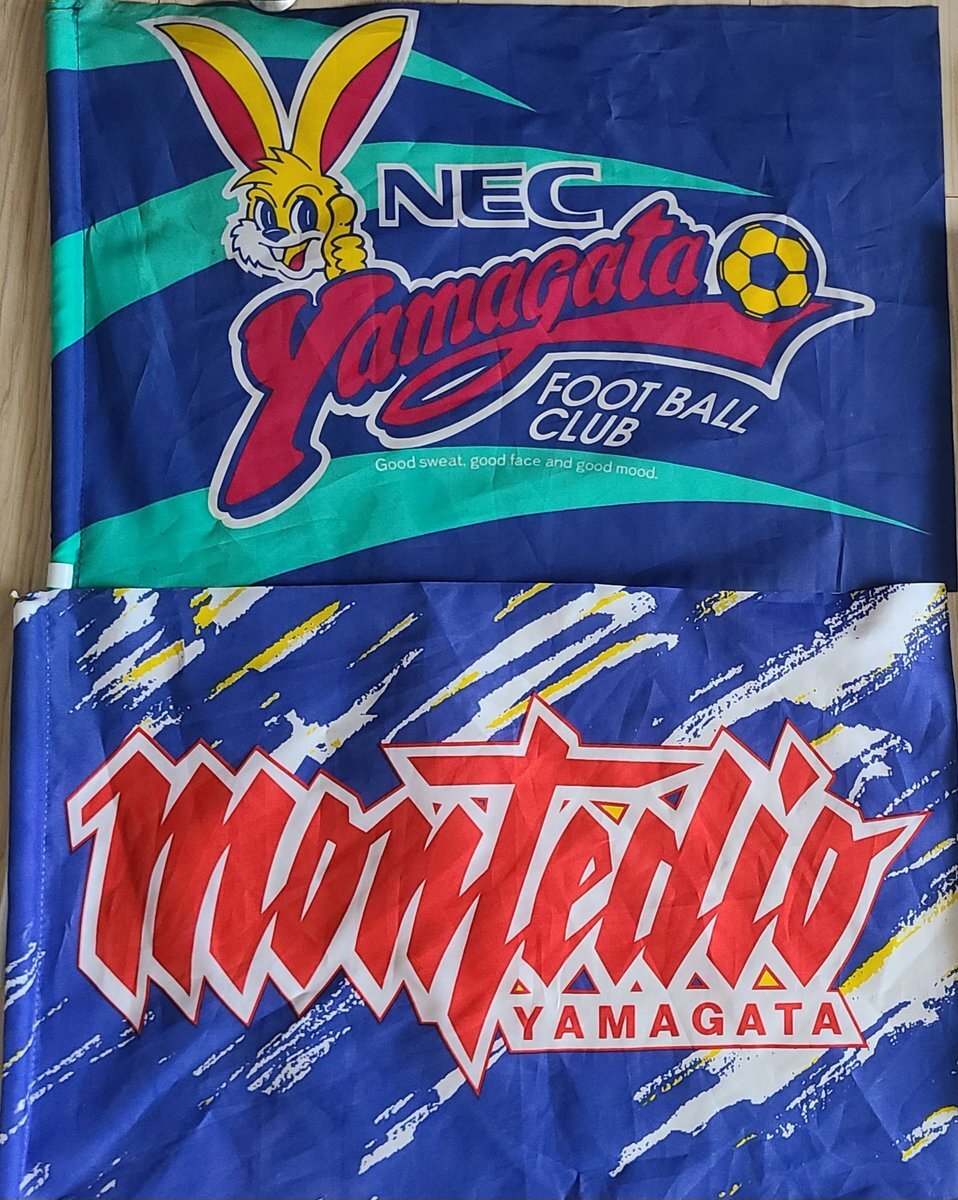 NEC
Yamagata
FOOT BALL
CLUB
Good sweat, good face and good mood.
Montedio
YAMAGATA